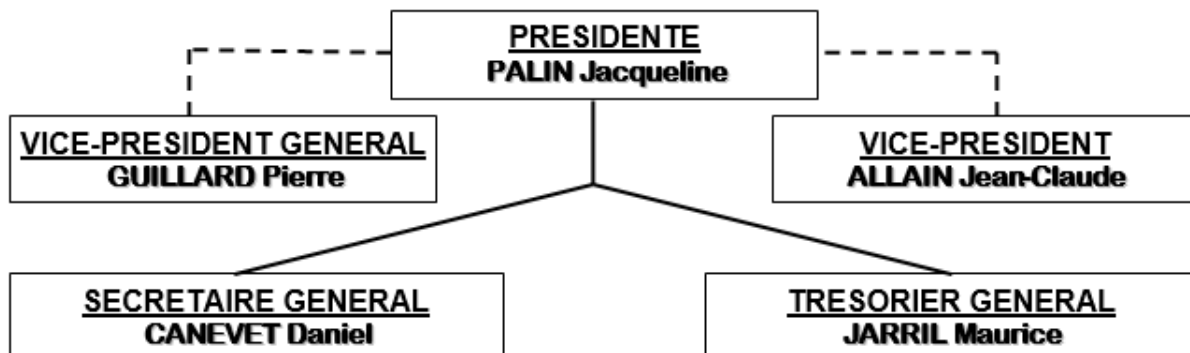 PRESIDENTE
PALIN Jacqueline
VICE-PRESIDENT GENERAL
GUILLARD Pierre
VICE-PRESIDENT
ALLAIN Jean-Claude
SECRETAIRE GENERAL
CANEVET Daniel
TRESORIER GENERAL
JARRIL Maurice